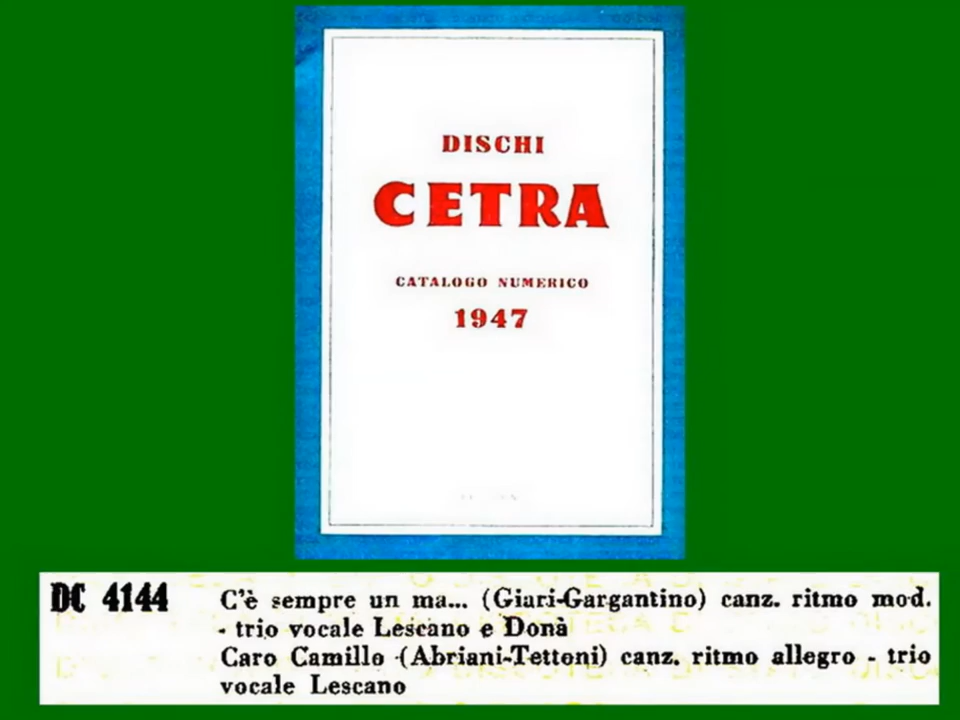 DISCHI
CETRA
CATALOGO NUMERICO
1947
DC 4144 C'è sempre un ma... (Giari-Gargantino) canz. ritmo mod.
- trio vocale Lescano e Donà
Caro Camillo (Abriani-Tettoni) canz. ritmo allegro - trio
vocale Lescano